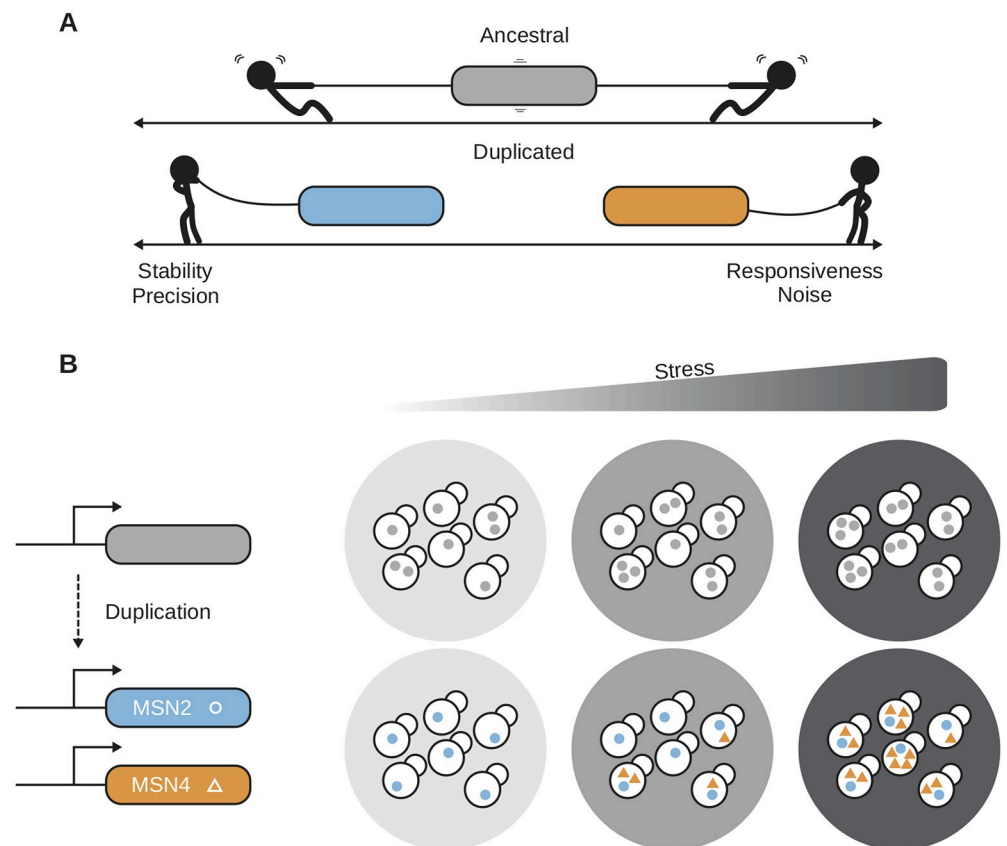 A
Ancestral
Duplicated
Stability
Precision
Responsiveness
Noise
B
Stress
Duplication
MSN2
MSN4